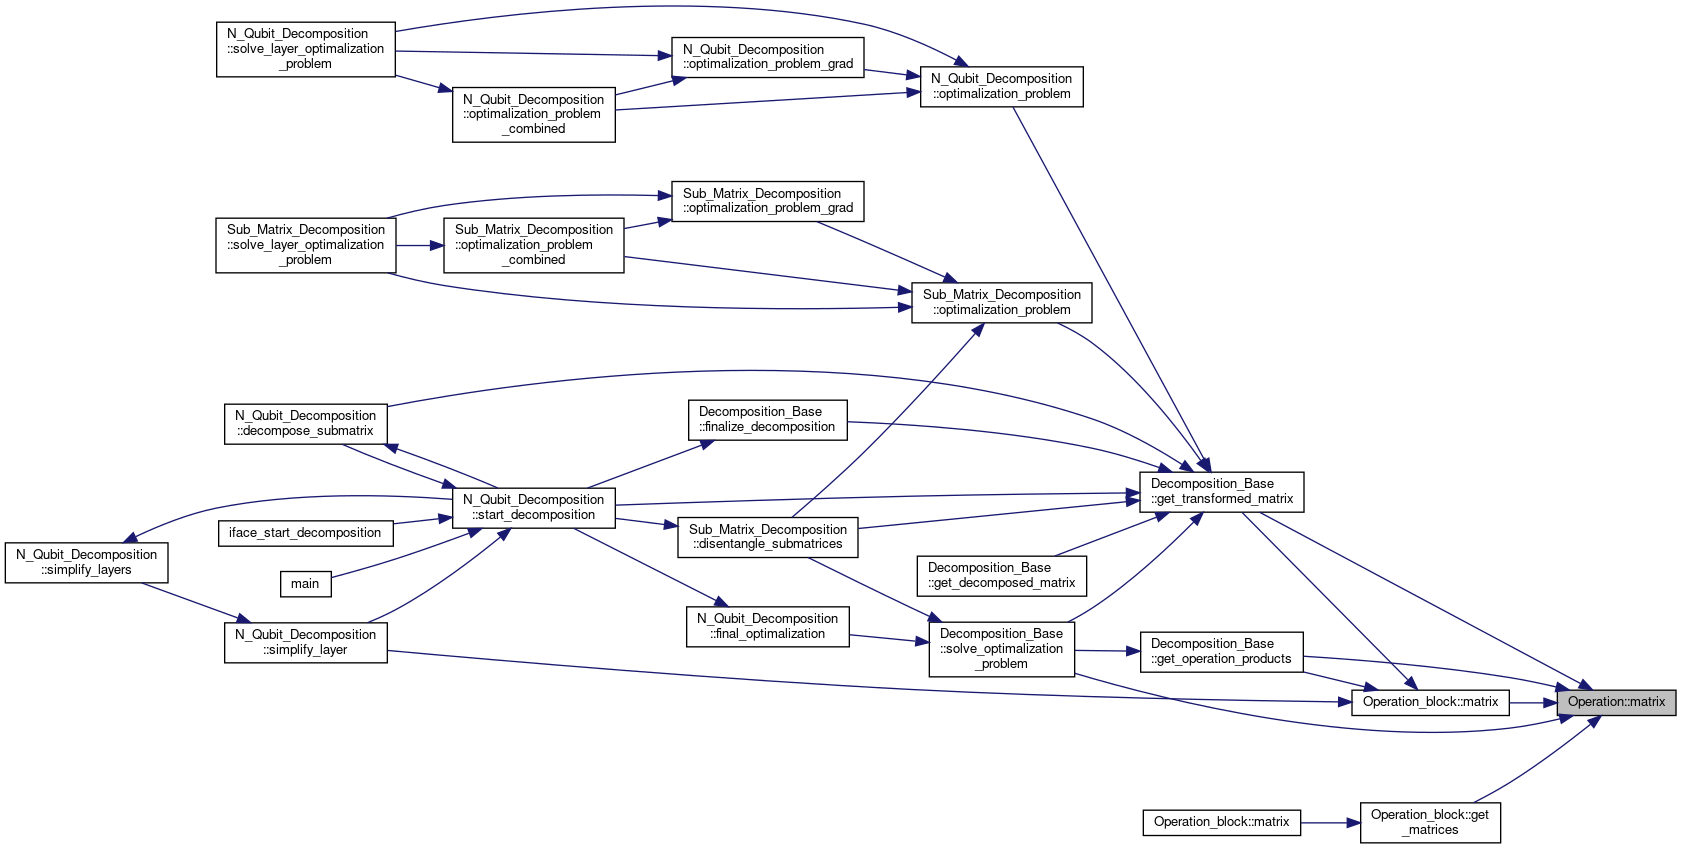 N_Qubit_Decomposition
::solve_layer_optimalization
_problem
N_Qubit_Decomposition
::optimalization_problem_grad
N_Qubit_Decomposition
::optimalization_problem
N_Qubit_Decomposition
::optimalization_problem
_combined
Sub_Matrix_Decomposition
::optimalization_problem_grad
Sub_Matrix_Decomposition
::solve_layer_optimalization
_problem
Sub_Matrix_Decomposition
::optimalization_problem
_combined
Sub_Matrix_Decomposition
::optimalization_problem
N_Qubit_Decomposition
::decompose_submatrix
Decomposition_Base
::finalize_decomposition
Decomposition_Base
::get_transformed_matrix
N_Qubit_Decomposition
::start_decomposition
iface_start_decomposition
Sub_Matrix_Decomposition
::disentangle_submatrices
N_Qubit_Decomposition
::simplify_layers
main
Decomposition_Base
::get_decomposed_matrix
N_Qubit_Decomposition
::final_optimalization
N_Qubit_Decomposition
::simplify_layer
Decomposition_Base
::solve_optimalization
_problem
Decomposition_Base
::get_operation_products
Operation_block::matrix
Operation::matrix
Operation_block::matrix
Operation_block::get
_matrices